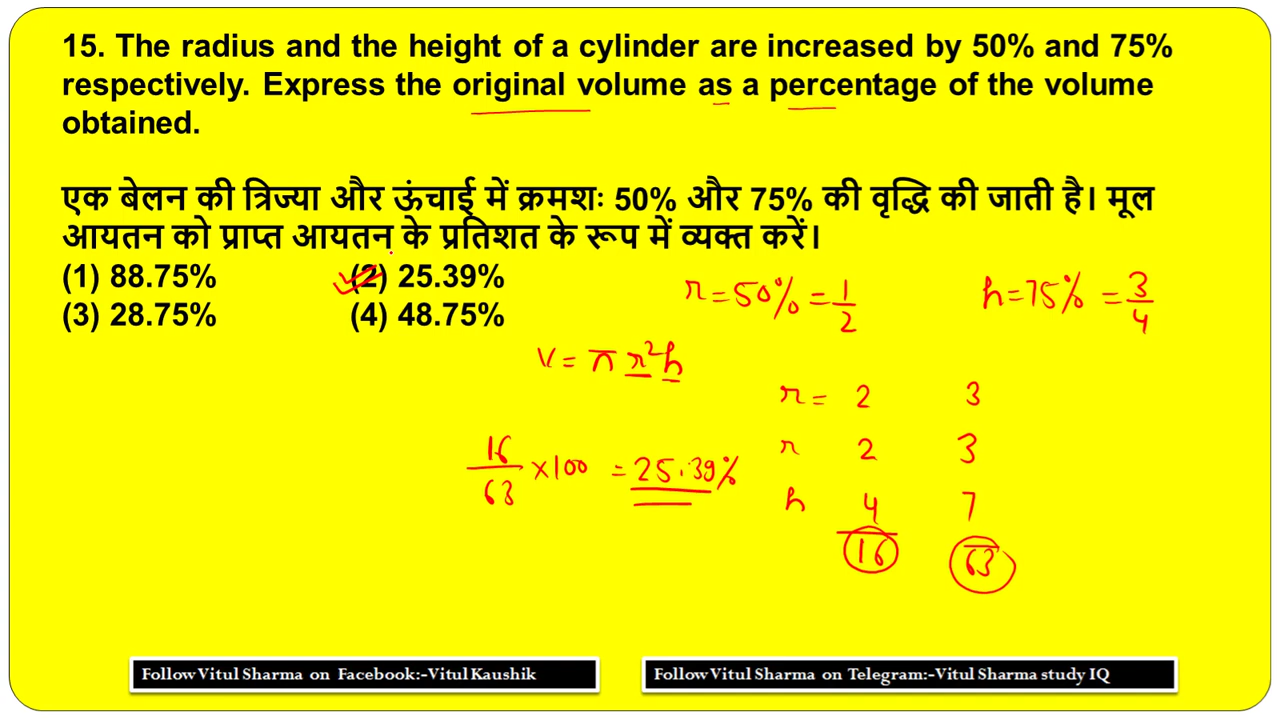 15. The radius and the height of a cylinder are increased by 50% and 75%
respectively. Express the original volume as a percentage of the volume
obtained.
एक बेलन की त्रिज्या और ऊंचाई में क्रमशः 50% और 75% की वृद्धि की जाती है। मूल
आयतन को प्राप्त आयतन के प्रतिशत के रूप में व्यक्त करें।
(1) 88.75% (2) 25.39%
(3) 28.75% (4) 48.75%
r = 50% = 1/2 h = 75% = 3/4
V = π r²h
r = 2 3
r 2 3
h 4 7
16 63
16/63 × 100 = 25.39%
Follow Vitul Sharma on Facebook:-Vitul Kaushik
Follow Vitul Sharma on Telegram:-Vitul Sharma study IQ